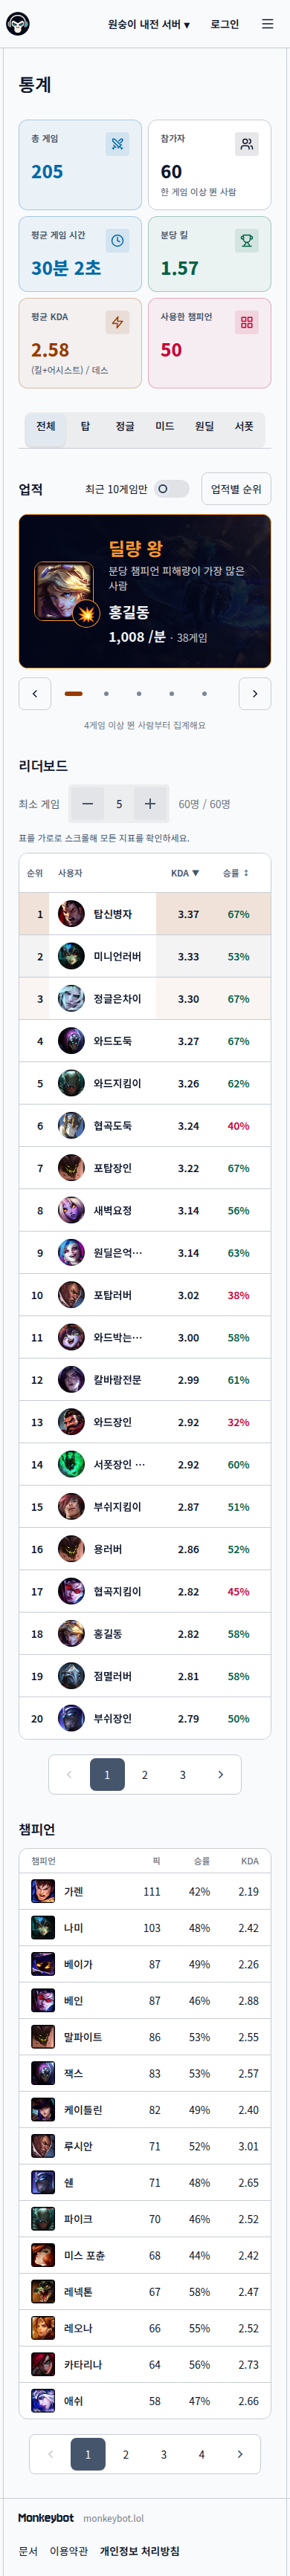 원숭이 내전 서버 ▾ 로그인
통계
총 게임
205
참가자
60
한 게임 이상 뛴 사람
평균 게임 시간
30분 2초
분당 킬
1.57
평균 KDA
2.58
(킬+어시스트) / 데스
사용한 챔피언
50
전체 탑 정글 미드 원딜 서폿
업적 최근 10게임만 업적별 순위
딜량 왕
분당 챔피언 피해량이 가장 많은
사람
홍길동
1,008 /분 · 38게임
4게임 이상 뛴 사람부터 집계해요
리더보드
최소 게임 — 5 + 60명 / 60명
표를 가로로 스크롤해 모든 지표를 확인하세요.
순위 사용자 KDA ▼ 승률 ↕
1 탑신병자 3.37 67%
2 미니언러버 3.33 53%
3 정글은차이 3.30 67%
4 와드도둑 3.27 67%
5 와드지킴이 3.26 62%
6 협곡도둑 3.24 40%
7 포탑장인 3.22 67%
8 새벽요정 3.14 56%
9 원딜은억… 3.14 63%
10 포탑러버 3.02 38%
11 와드박는… 3.00 58%
12 칼바람전문 2.99 61%
13 와드장인 2.92 32%
14 서폿장인 … 2.92 60%
15 부쉬지킴이 2.87 51%
16 용러버 2.86 52%
17 협곡지킴이 2.82 45%
18 홍길동 2.82 58%
19 점멸러버 2.81 58%
20 부쉬장인 2.79 50%
1 2 3
챔피언
챔피언 픽 승률 KDA
가렌 111 42% 2.19
나미 103 48% 2.42
베이가 87 49% 2.26
베인 87 46% 2.88
말파이트 86 53% 2.55
잭스 83 53% 2.57
케이틀린 82 49% 2.40
루시안 71 52% 3.01
쉔 71 48% 2.65
파이크 70 46% 2.52
미스 포츈 68 44% 2.42
레넥톤 67 58% 2.47
레오나 66 55% 2.52
카타리나 64 56% 2.73
애쉬 58 47% 2.66
1 2 3 4
Monkeybot monkeybot.lol
문서 이용약관 개인정보 처리방침